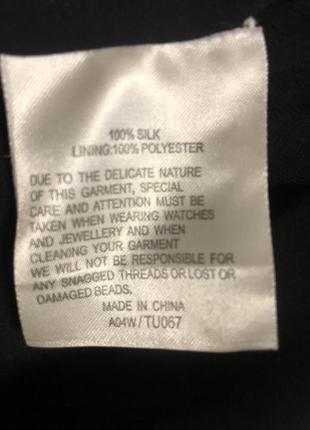 100% SILK
LINING:100% POLYESTER
DUE TO THE DELICATE NATURE
OF THIS GARMENT, SPECIAL
CARE AND ATTENTION MUST BE
TAKEN WHEN WEARING WATCHES
AND JEWELLERY AND WHEN
CLEANING YOUR GARMENT
WE WILL NOT BE RESPONSIBLE FOR
ANY SNAGGED THREADS OR LOST OR
DAMAGED BEADS.
MADE IN CHINA
A04W/TU067